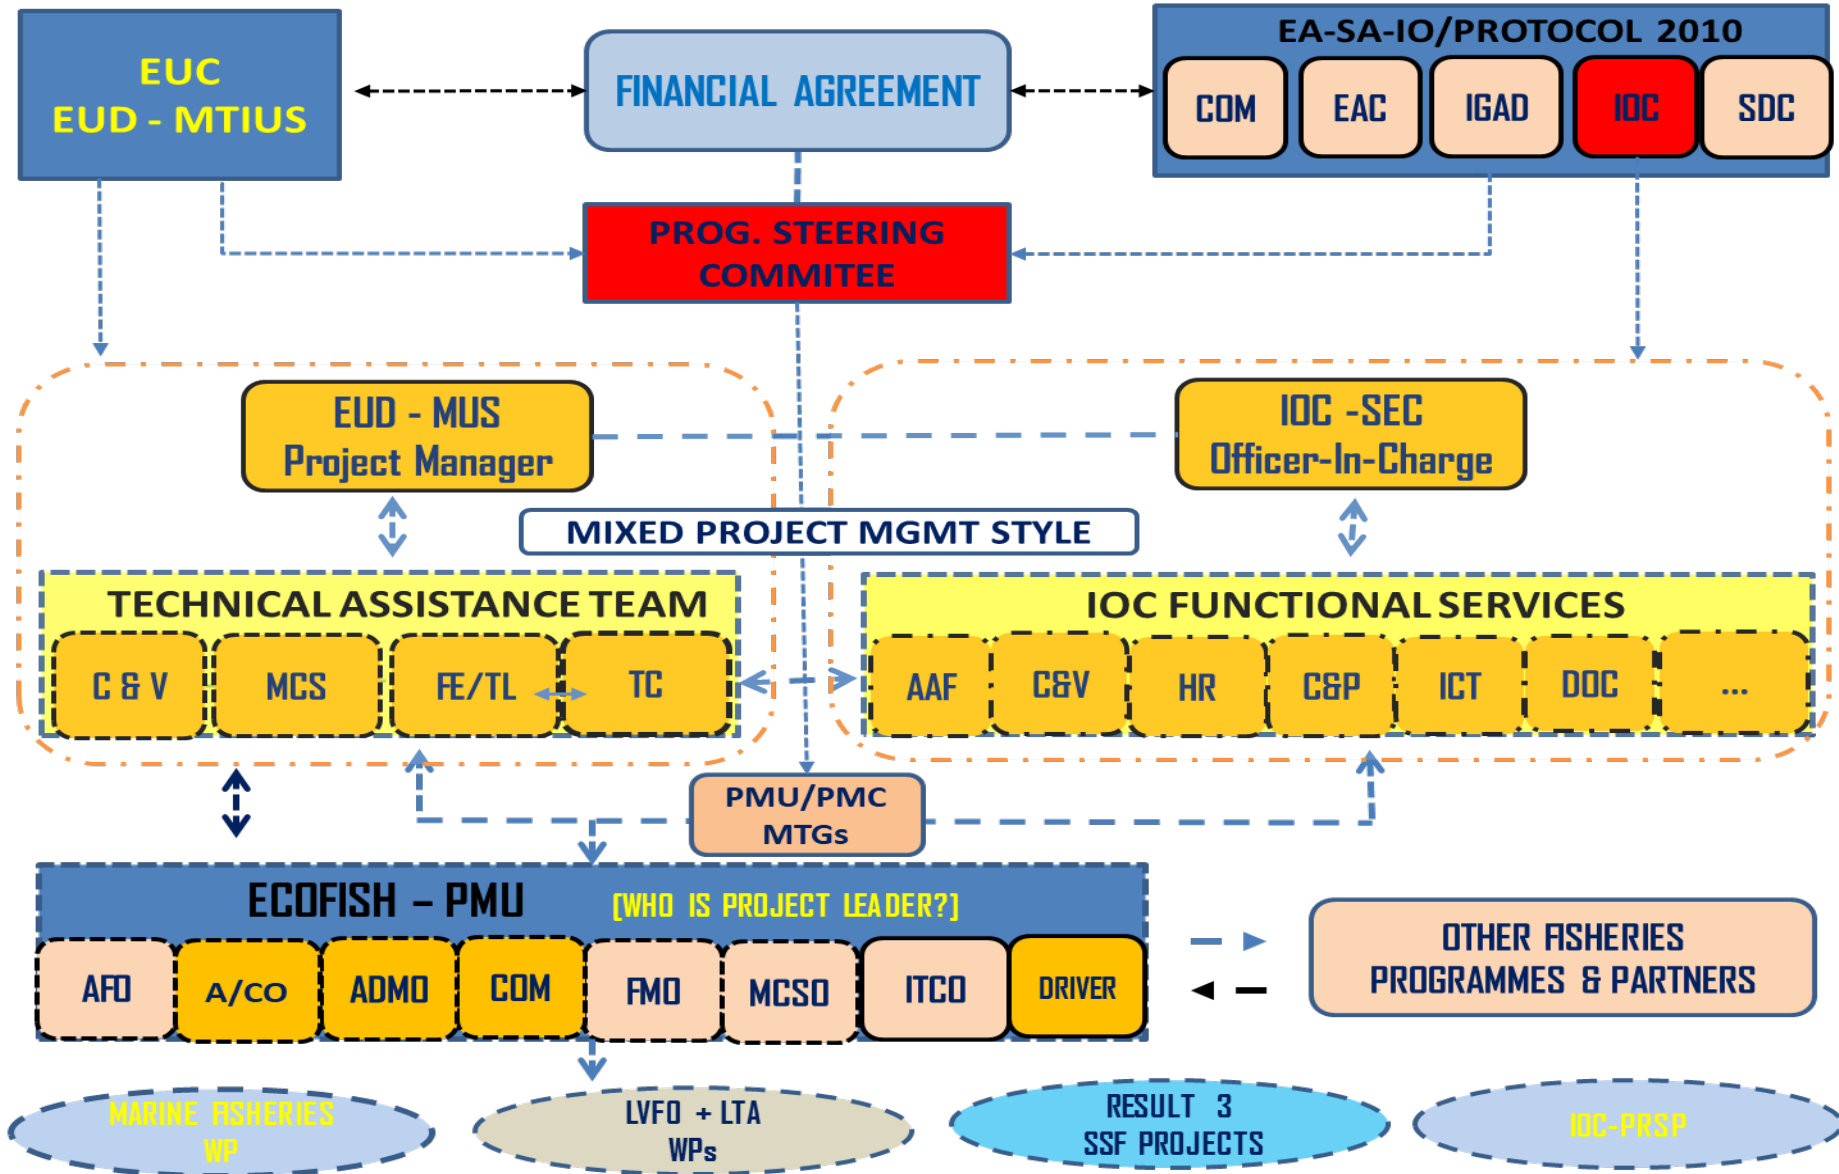 EUC
EUD - MTIUS
FINANCIAL AGREEMENT
EA-SA-IO/PROTOCOL 2010
COM
EAC
IGAD
IOC
SDC
PROG. STEERING
COMMITEE
EUD - MUS
Project Manager
IOC -SEC
Officer-In-Charge
MIXED PROJECT MGMT STYLE
TECHNICAL ASSISTANCE TEAM
C & V
MCS
FE/TL
TC
IOC FUNCTIONAL SERVICES
AAF
C&V
HR
C&P
ICT
DOC
...
PMU/PMC
MTGs
ECOFISH – PMU
[WHO IS PROJECT LEADER?]
AFO
A/CO
ADMO
COM
FMO
MCSO
ITCO
DRIVER
OTHER FISHERIES
PROGRAMMES & PARTNERS
MARINE FISHERIES
WP
LVFO + LTA
WPs
RESULT 3
SSF PROJECTS
IOC-PRSP